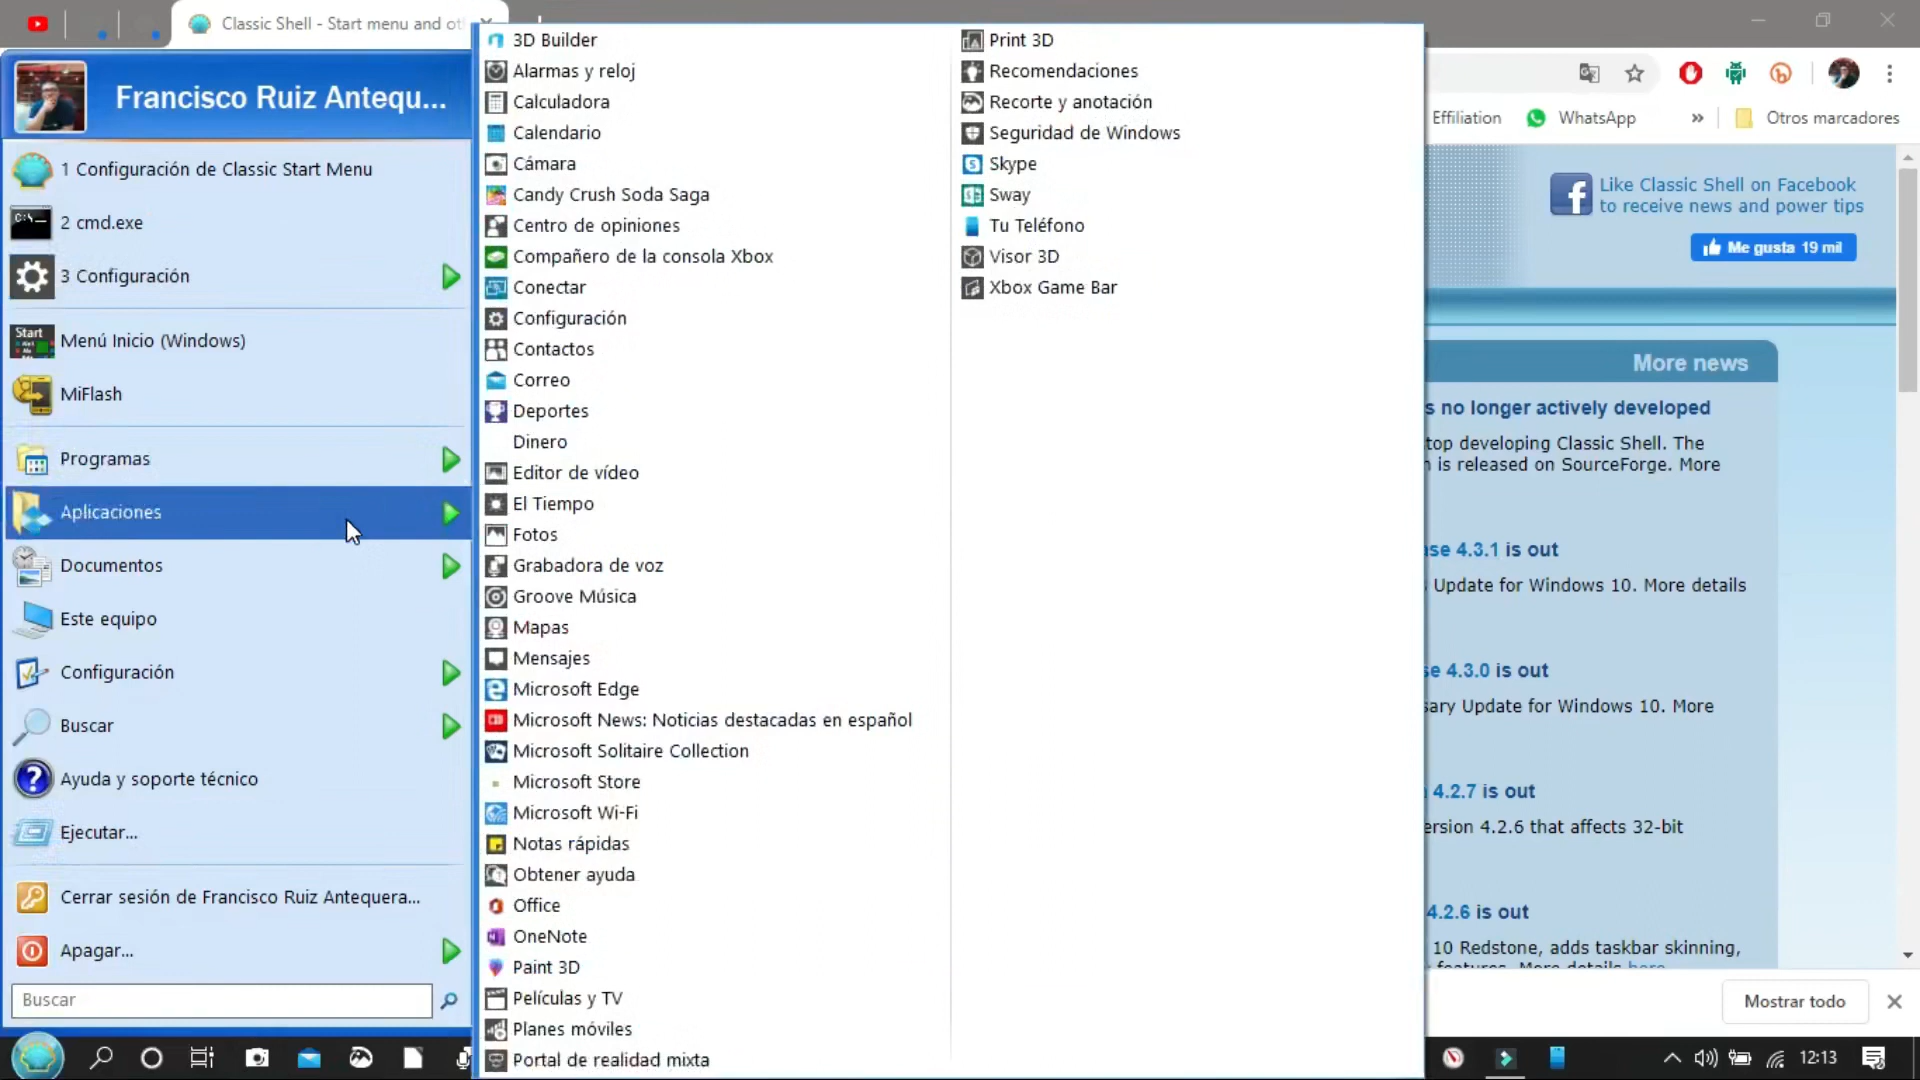 Classic Shell - Start menu and ot
Francisco Ruiz Antequ...
1 Configuración de Classic Start Menu
2 cmd.exe
3 Configuración
Start
Menú Inicio (Windows)
MiFlash
Programas
Aplicaciones
Documentos
Este equipo
Configuración
Buscar
Ayuda y soporte técnico
Ejecutar...
Cerrar sesión de Francisco Ruiz Antequera...
Apagar...
Buscar
3D Builder
Alarmas y reloj
Calculadora
Calendario
Cámara
Candy Crush Soda Saga
Centro de opiniones
Compañero de la consola Xbox
Conectar
Configuración
Contactos
Correo
Deportes
Dinero
Editor de vídeo
El Tiempo
Fotos
Grabadora de voz
Groove Música
Mapas
Mensajes
Microsoft Edge
Microsoft News: Noticias destacadas en español
Microsoft Solitaire Collection
Microsoft Store
Microsoft Wi-Fi
Notas rápidas
Obtener ayuda
Office
OneNote
Paint 3D
Películas y TV
Planes móviles
Portal de realidad mixta
Print 3D
Recomendaciones
Recorte y anotación
Seguridad de Windows
Skype
Sway
Tu Teléfono
Visor 3D
Xbox Game Bar
Effiliation WhatsApp » Otros marcadores
Like Classic Shell on Facebook
to receive news and power tips
Me gusta 19 mil
More news
s no longer actively developed
top developing Classic Shell. The
is released on SourceForge. More
se 4.3.1 is out
Update for Windows 10. More details
se 4.3.0 is out
sary Update for Windows 10. More
4.2.7 is out
ersion 4.2.6 that affects 32-bit
4.2.6 is out
10 Redstone, adds taskbar skinning,
features. More details here
Mostrar todo
12:13